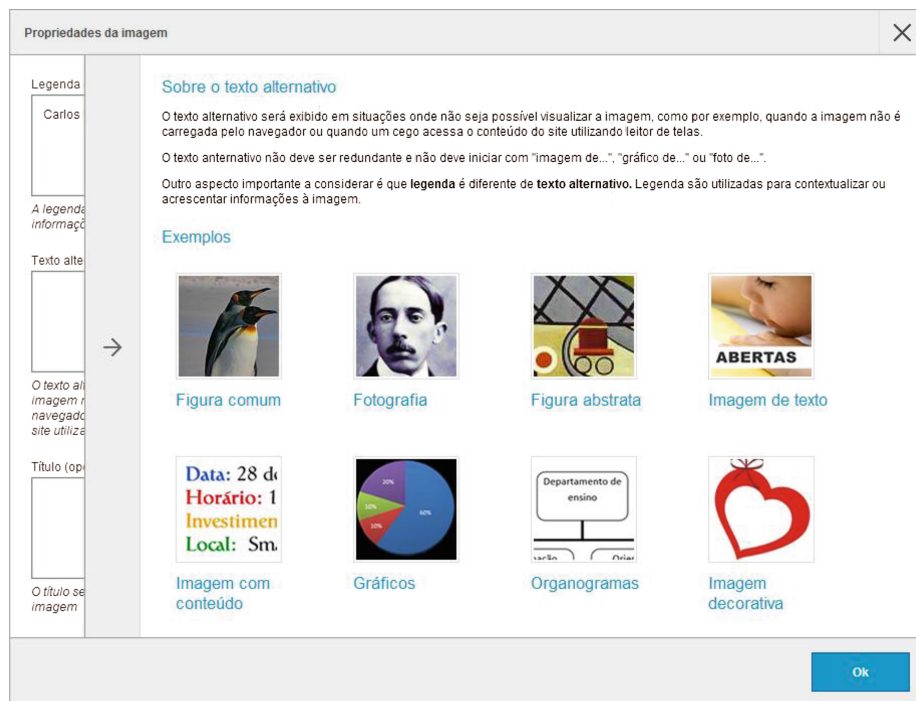 Propriedades da imagem
Legenda
Carlos
A legenda
informaçõ
Texto alte
O texto al
imagem
navegado
site utiliza
Título (op
O título se
imagem
Sobre o texto alternativo
O texto alternativo será exibido em situações onde não seja possível visualizar a imagem, como por exemplo, quando a imagem não é
carregada pelo navegador ou quando um cego acessa o conteúdo do site utilizando leitor de telas.
O texto anternativo não deve ser redundante e não deve iniciar com "imagem de...", "gráfico de..." ou "foto de...".
Outro aspecto importante a considerar é que legenda é diferente de texto alternativo. Legenda são utilizadas para contextualizar ou
acrescentar informações à imagem.
Exemplos
ABERTAS
Figura comum
Fotografia
Figura abstrata
Imagem de texto
Data: 28 de
Horário: 1
Investimen
Local: Sm
20%
10%
10%
60%
Departamento de
ensino
Orie
Imagem com
conteúdo
Gráficos
Organogramas
Imagem
decorativa
Ok